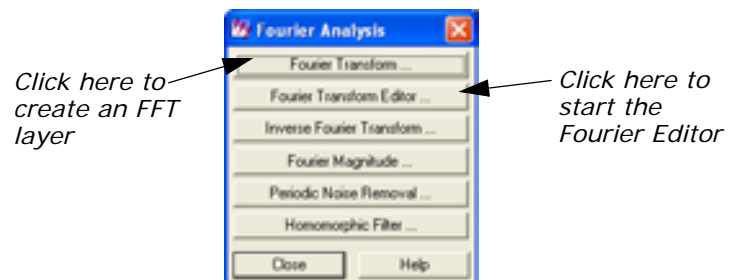 Fourier Analysis
Click here to
create an FFT
layer
Fourier Transform ...
Fourier Transform Editor ...
Inverse Fourier Transform ...
Fourier Magnitude ...
Periodic Noise Removal ...
Homomorphic Filter ...
Close
Help
Click here to
start the
Fourier Editor